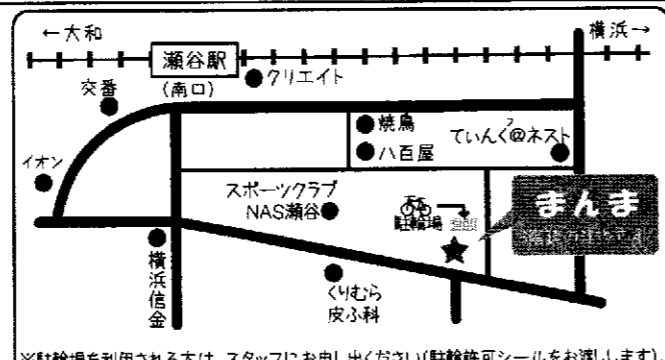 ←大和
横浜→
瀬谷駅
(南口)
クリエイト
交番
焼鳥
八百屋
ていんく@ネスト
イオン
スポーツクラブ
NAS瀬谷
駐輪場
まんま
横浜信金
くりむら
皮ふ科
※駐輪場を利用される方は、スタッフにお申し出ください(駐輪許可シールをお渡しします)。